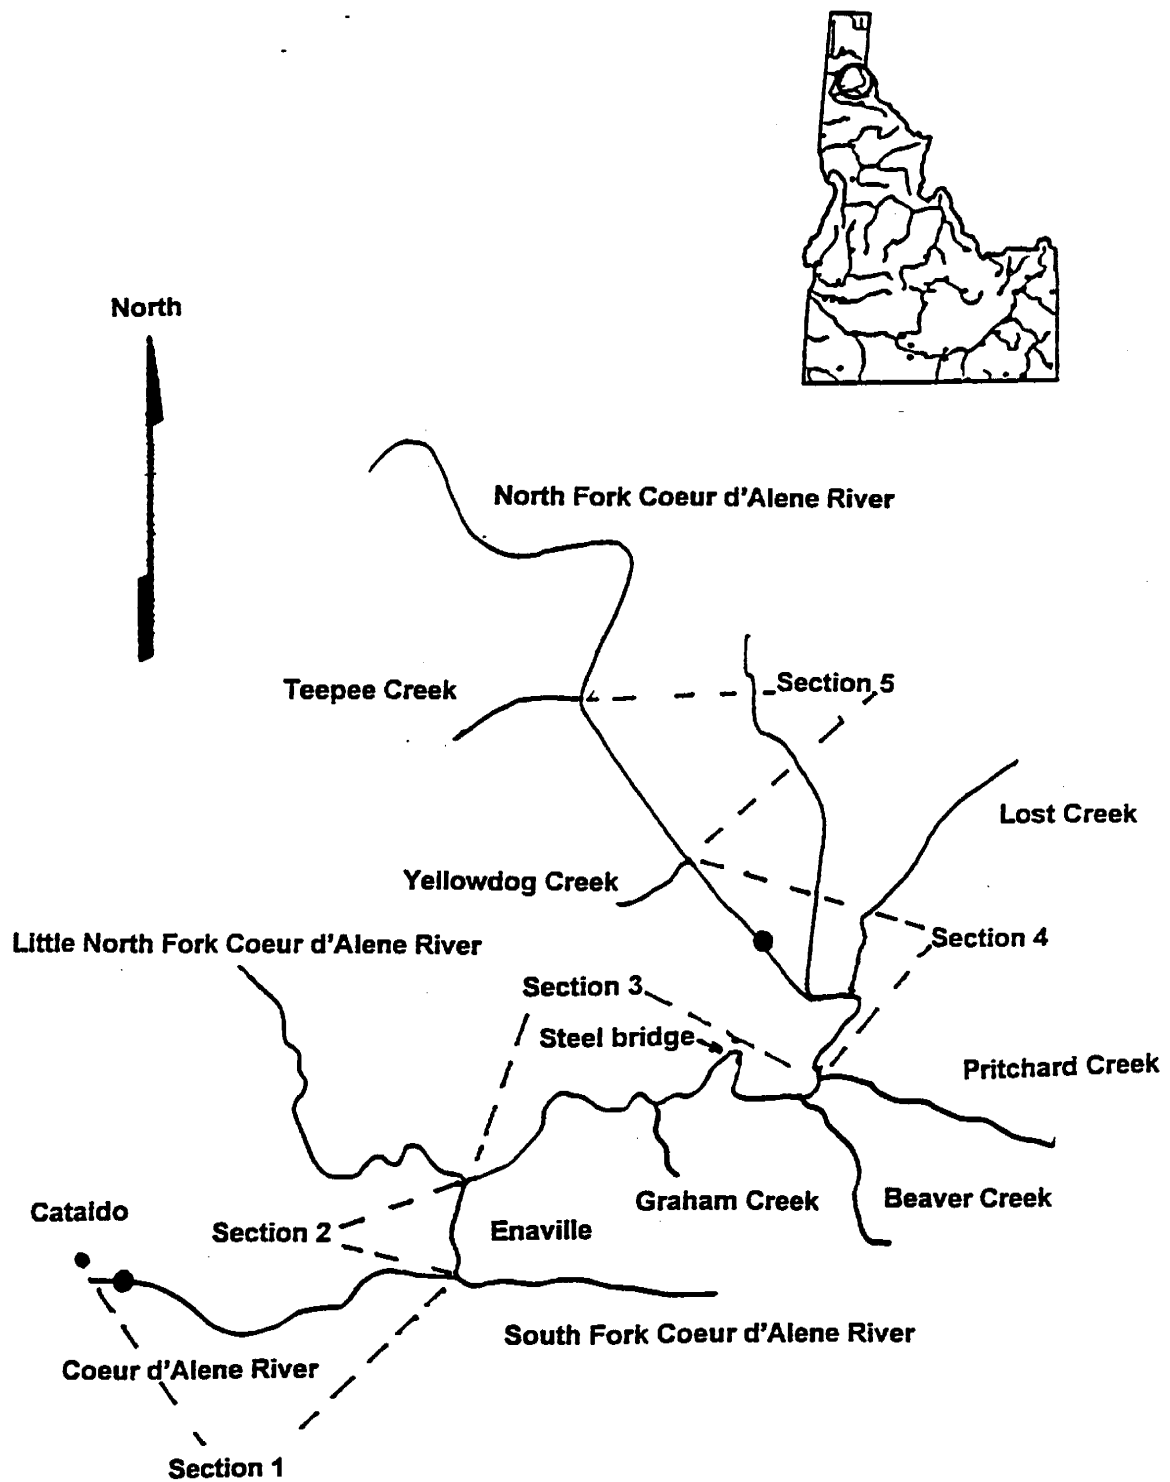 North
North Fork Coeur d'Alene River
Teepee Creek
Section 5
Lost Creek
Yellowdog Creek
Little North Fork Coeur d'Alene River
Section 4
Section 3
Steel bridge
Pritchard Creek
Graham Creek
Beaver Creek
Cataldo
Section 2
Enaville
South Fork Coeur d'Alene River
Coeur d'Alene River
Section 1